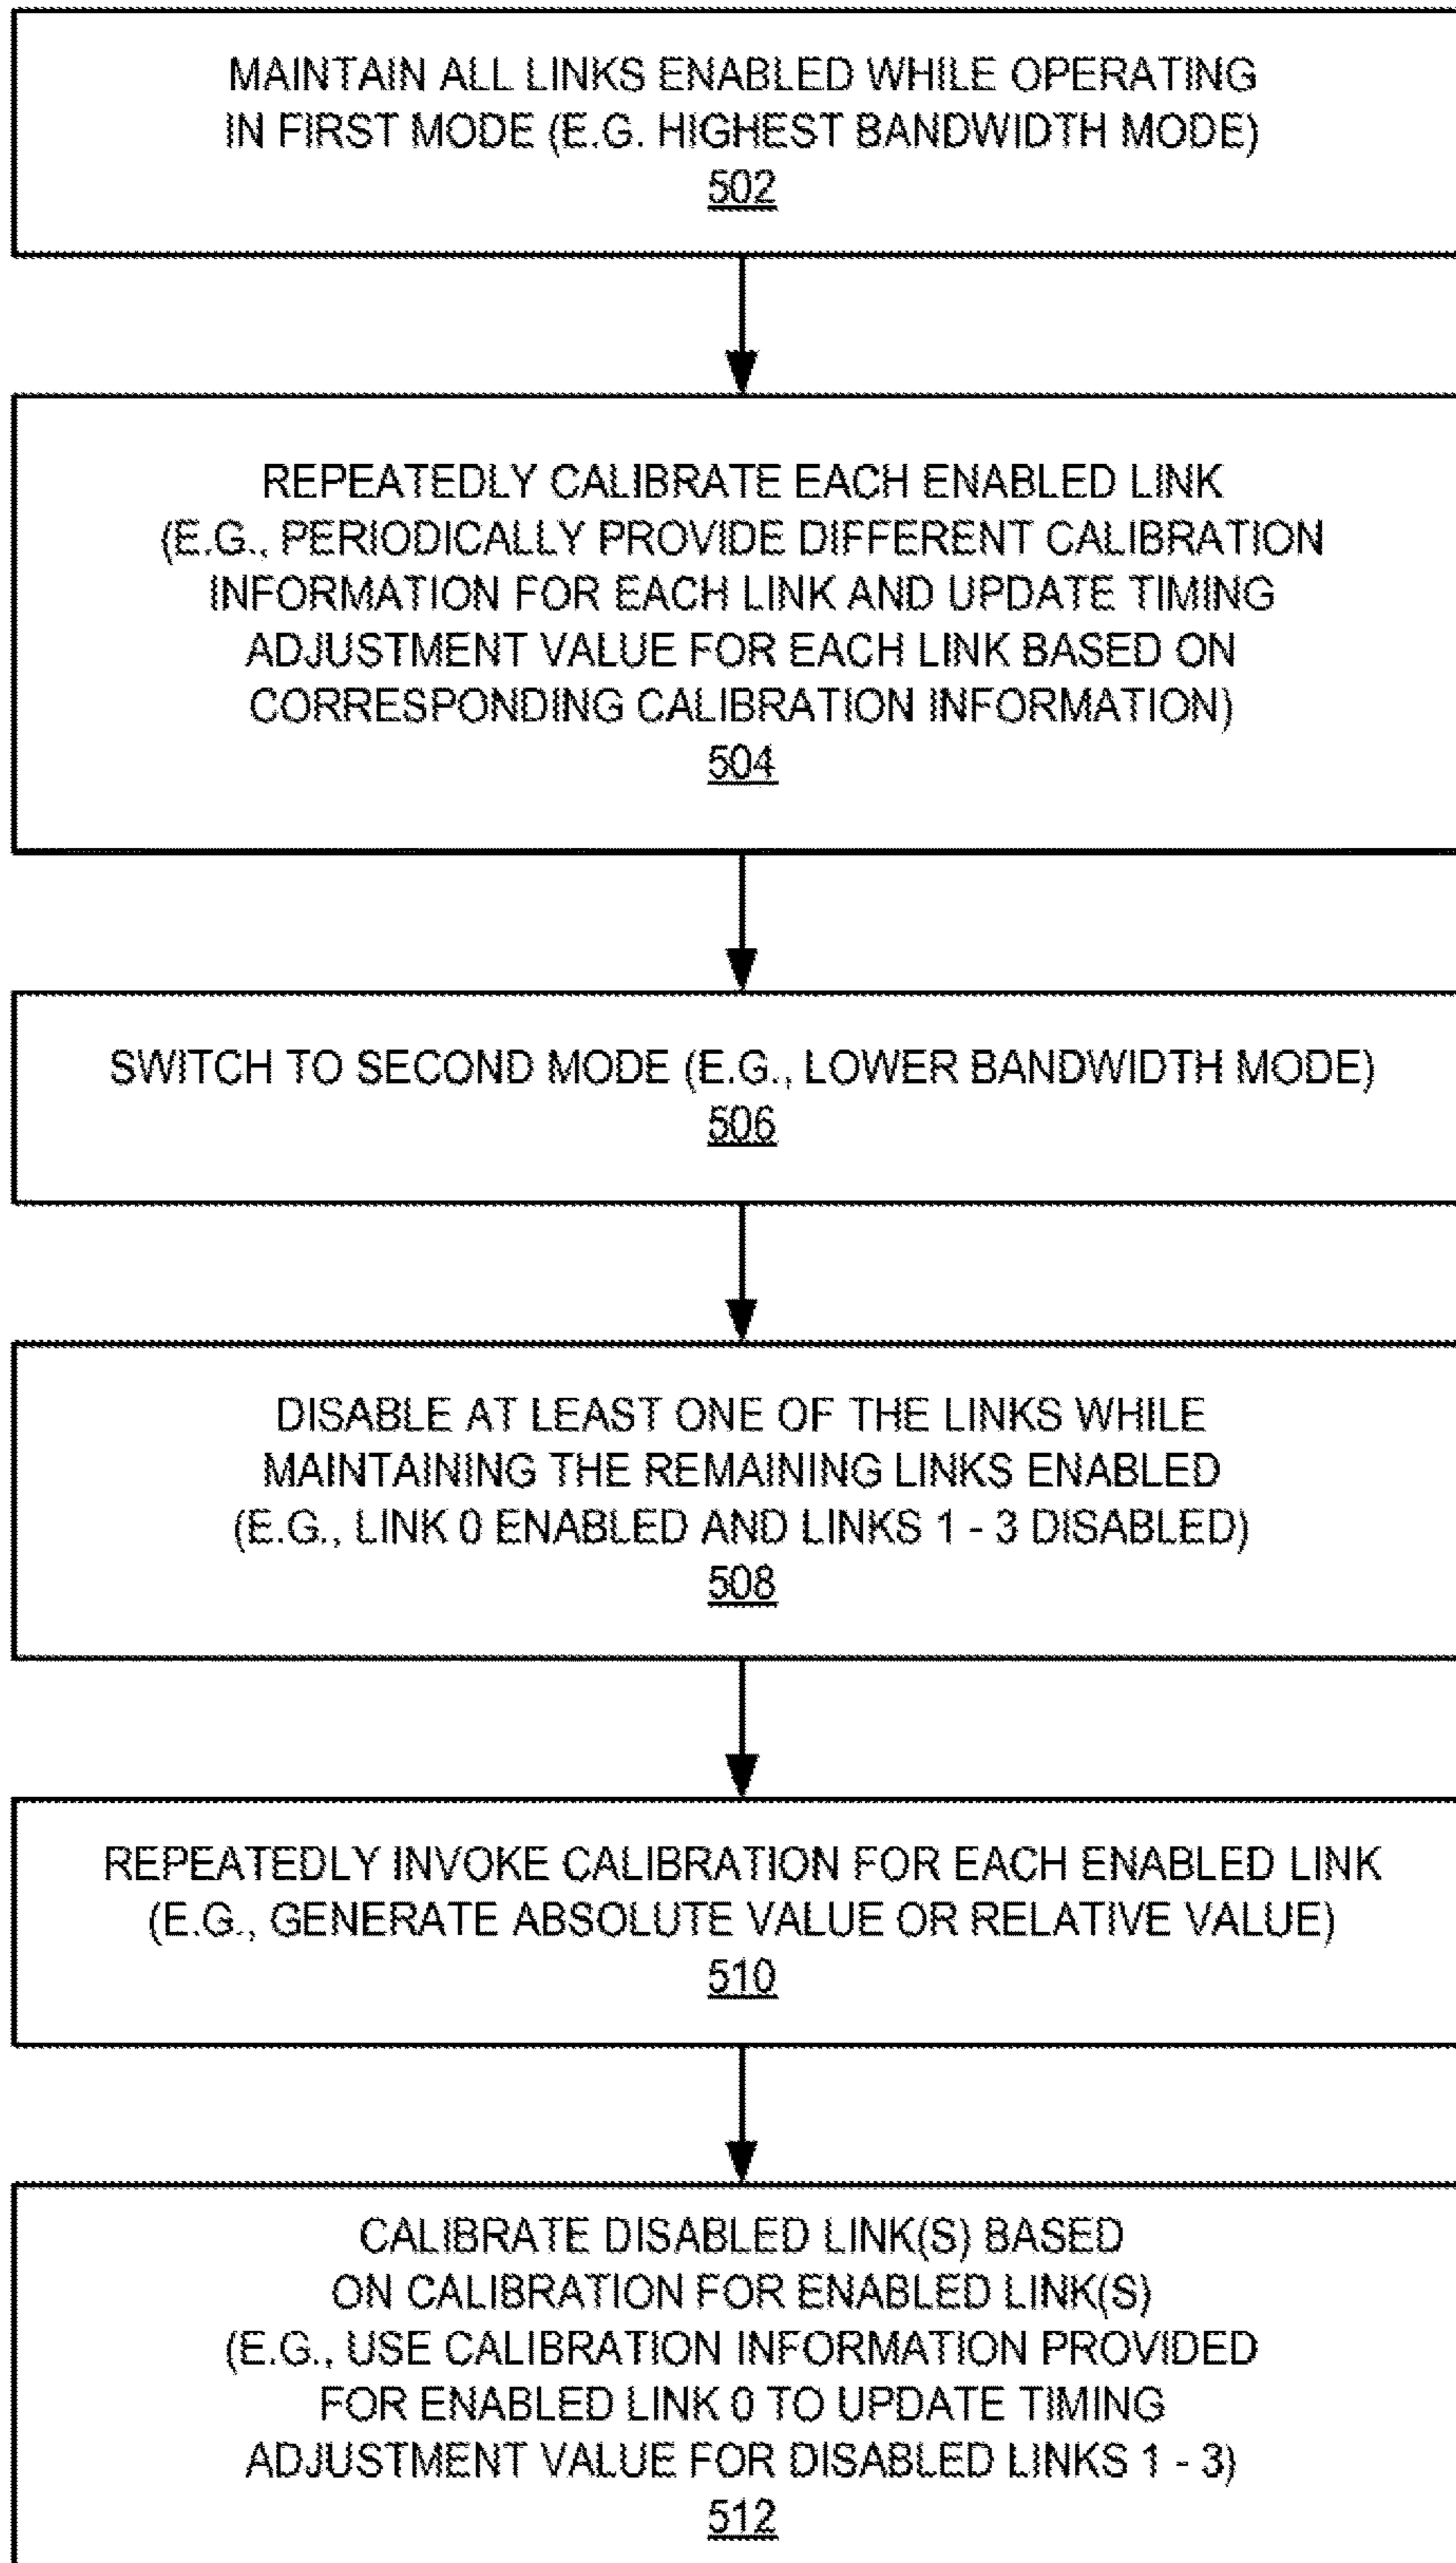 MAINTAIN ALL LINKS ENABLED WHILE OPERATING
IN FIRST MODE (E.G. HIGHEST BANDWIDTH MODE)
502
REPEATEDLY CALIBRATE EACH ENABLED LINK
(E.G., PERIODICALLY PROVIDE DIFFERENT CALIBRATION
INFORMATION FOR EACH LINK AND UPDATE TIMING
ADJUSTMENT VALUE FOR EACH LINK BASED ON
CORRESPONDING CALIBRATION INFORMATION)
504
SWITCH TO SECOND MODE (E.G., LOWER BANDWIDTH MODE)
506
DISABLE AT LEAST ONE OF THE LINKS WHILE
MAINTAINING THE REMAINING LINKS ENABLED
(E.G., LINK 0 ENABLED AND LINKS 1 - 3 DISABLED)
508
REPEATEDLY INVOKE CALIBRATION FOR EACH ENABLED LINK
(E.G., GENERATE ABSOLUTE VALUE OR RELATIVE VALUE)
510
CALIBRATE DISABLED LINK(S) BASED
ON CALIBRATION FOR ENABLED LINK(S)
(E.G., USE CALIBRATION INFORMATION PROVIDED
FOR ENABLED LINK 0 TO UPDATE TIMING
ADJUSTMENT VALUE FOR DISABLED LINKS 1 - 3)
512